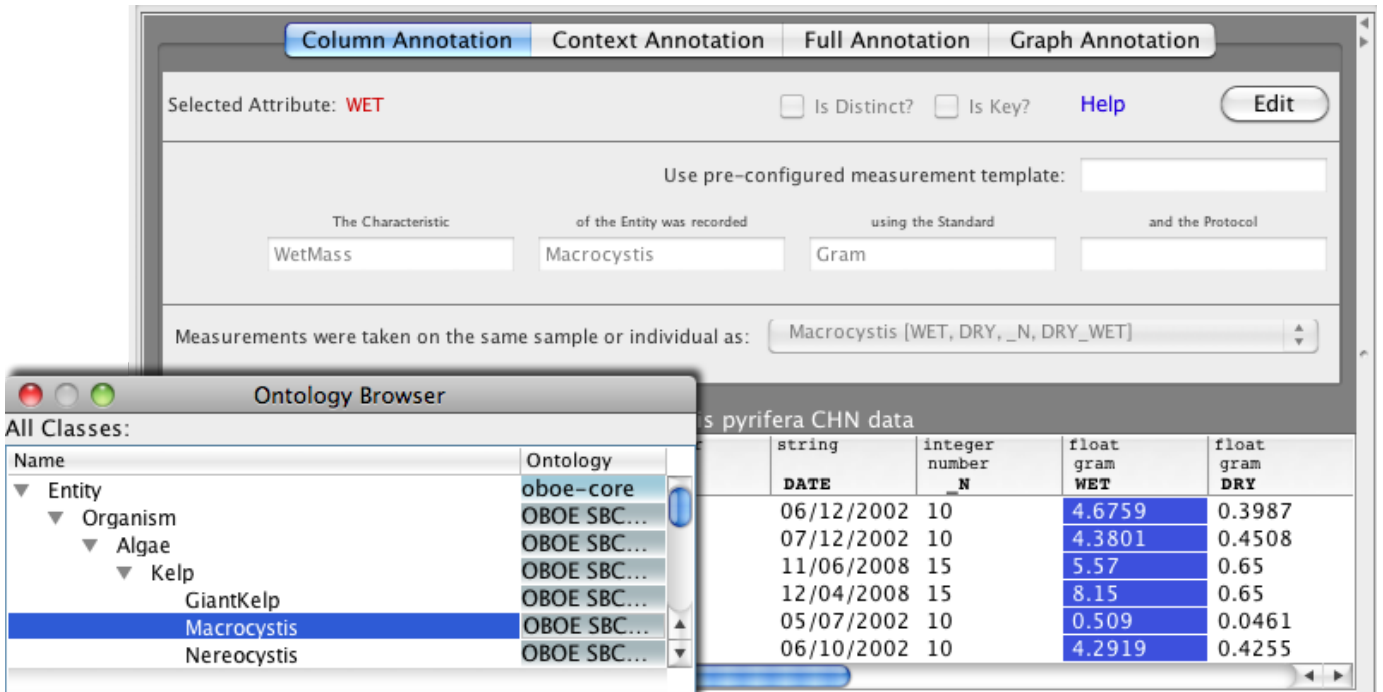 Column Annotation Context Annotation Full Annotation Graph Annotation
Selected Attribute: WET Is Distinct? Is Key? Help Edit
Use pre-configured measurement template:
The Characteristic of the Entity was recorded using the Standard and the Protocol
WetMass Macrocystis Gram
Measurements were taken on the same sample or individual as: Macrocystis [WET, DRY, _N, DRY_WET]
Ontology Browser
All Classes:
Name Ontology
Entity oboe-core
Organism OBOE SBC...
Algae OBOE SBC...
Kelp OBOE SBC...
GiantKelp OBOE SBC...
Macrocystis OBOE SBC...
Nereocystis OBOE SBC...
is pyrifera CHN data
string integer float float
number gram gram
DATE _N WET DRY
06/12/2002 10 4.6759 0.3987
07/12/2002 10 4.3801 0.4508
11/06/2008 15 5.57 0.65
12/04/2008 15 8.15 0.65
05/07/2002 10 0.509 0.0461
06/10/2002 10 4.2919 0.4255